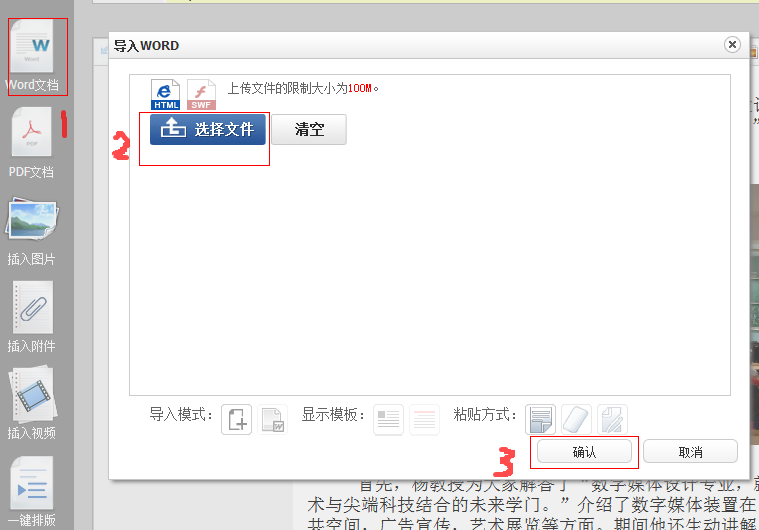 Word文档
1
PDF
PDF文档
插入图片
插入附件
插入视频
一键排版
导入WORD
HTML
SWF
上传文件的限制大小为100M。
2
选择文件
清空
导入模式：
显示模板：
粘贴方式：
3
确认
取消
首先，杨教授为大家解答了“数字媒体设计专业，
术与尖端科技结合的未来学门。”介绍了数字媒体装置在
共空间，广告宣传，艺术展览等方面。期间他还生动讲解